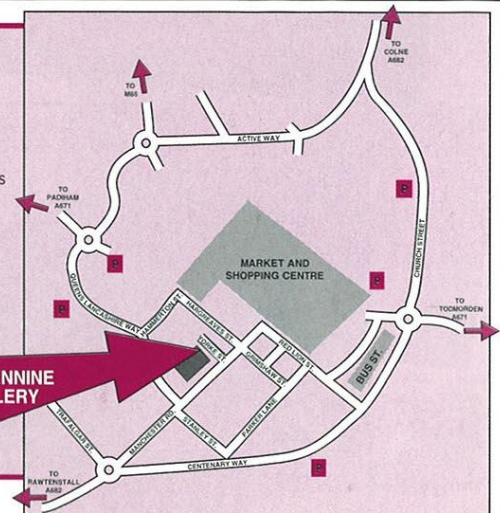 TO
COLNE
A682
TO
M65
ACTIVE WAY
S
TO
PADIHAM
A671
P
CHURCH STREET
MARKET AND
SHOPPING CENTRE
P
P
P
QUEENS LANCASHIRE WAY
HAMMERTON ST.
HARGREAVES ST.
TO
TODMORDEN
A671
RED LION ST.
YORKE ST.
GRIMSHAW ST.
BUS ST.
NNINE
LERY
TRAFALGAR ST.
MANCHESTER RD.
STANLEY ST.
PARKER LANE
CENTENARY WAY
P
TO
RAWTENSTALL
A682